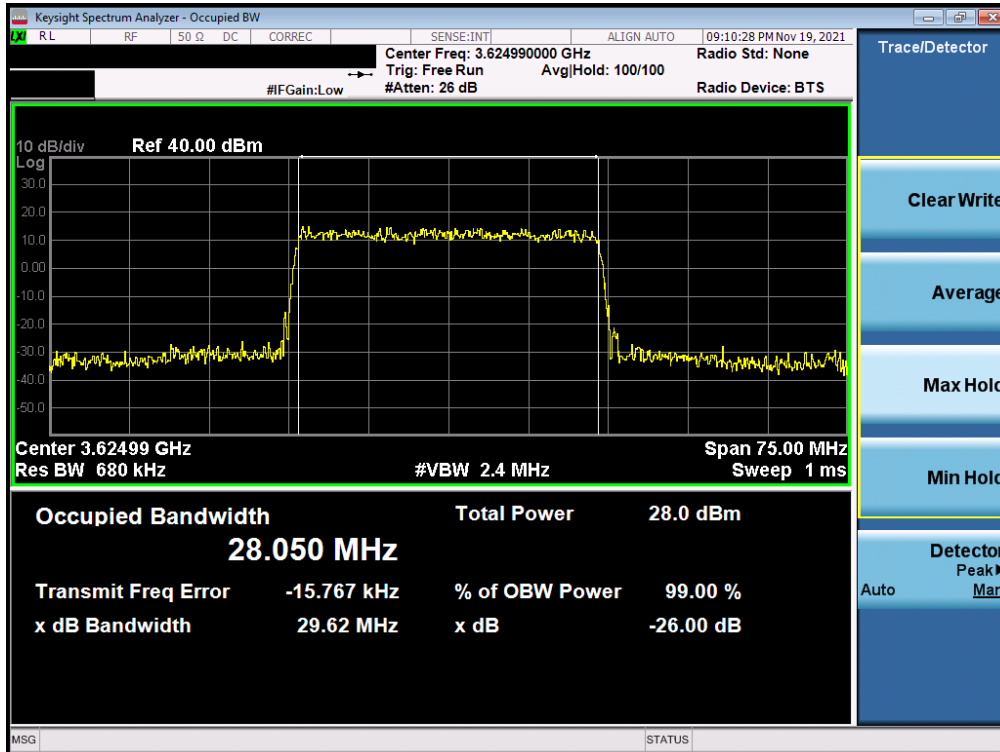 Keysight Spectrum Analyzer - Occupied BW
LXI RL RF 50 Ω DC CORREC SENSE:INT ALIGN AUTO 09:10:28 PM Nov 19, 2021
Center Freq: 3.624990000 GHz Radio Std: None
Trig: Free Run Avg|Hold: 100/100
#IFGain:Low #Atten: 26 dB Radio Device: BTS
10 dB/div Ref 40.00 dBm
Log
30.0
20.0
10.0
0.00
-10.0
-20.0
-30.0
-40.0
-50.0
Center 3.62499 GHz Span 75.00 MHz
Res BW 680 kHz #VBW 2.4 MHz Sweep 1 ms
Occupied Bandwidth Total Power 28.0 dBm
28.050 MHz
Transmit Freq Error -15.767 kHz % of OBW Power 99.00 %
x dB Bandwidth 29.62 MHz x dB -26.00 dB
Trace/Detector
Clear Write
Average
Max Hold
Min Hold
Detector
Peak
Auto Man
MSG STATUS